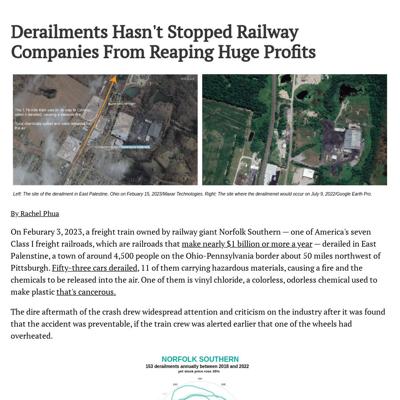 Derailments Hasn't Stopped Railway
Companies From Reaping Huge Profits
Left: The site of the derailment in East Palestine, Ohio on Febuary 15, 2023/Maxar Technologies. Right: The site where the derailmenet would occur on July 9, 2022/Google Earth Pro.
By Rachel Phua
On Feburary 3, 2023, a freight train owned by railway giant Norfolk Southern — one of America's seven
Class I freight railroads, which are railroads that make nearly $1 billion or more a year — derailed in East
Palenstine, a town of around 4,500 people on the Ohio-Pennsylvania border about 50 miles northwest of
Pittsburgh. Fifty-three cars derailed, 11 of them carrying hazardous materials, causing a fire and the
chemicals to be released into the air. One of them is vinyl chloride, a colorless, odorless chemical used to
make plastic that's cancerous.
The dire aftermath of the crash drew widespread attention and criticism on the industry after it was found
that the accident was preventable, if the train crew was alerted earlier that one of the wheels had
overheated.
NORFOLK SOUTHERN
153 derailments annually between 2018 and 2022